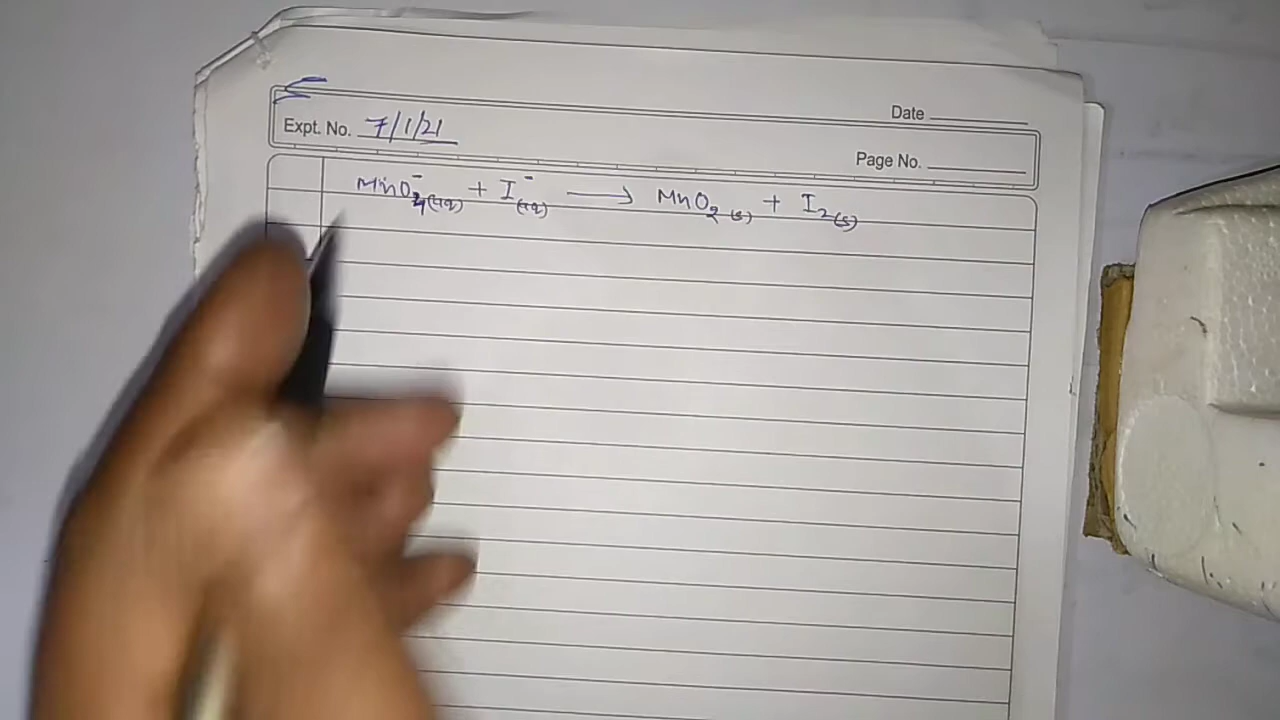 Date
Expt. No. 7/1/21
Page No.
MnO₄⁻(aq) + I⁻(aq) ⟶ MnO₂(s) + I₂(s)